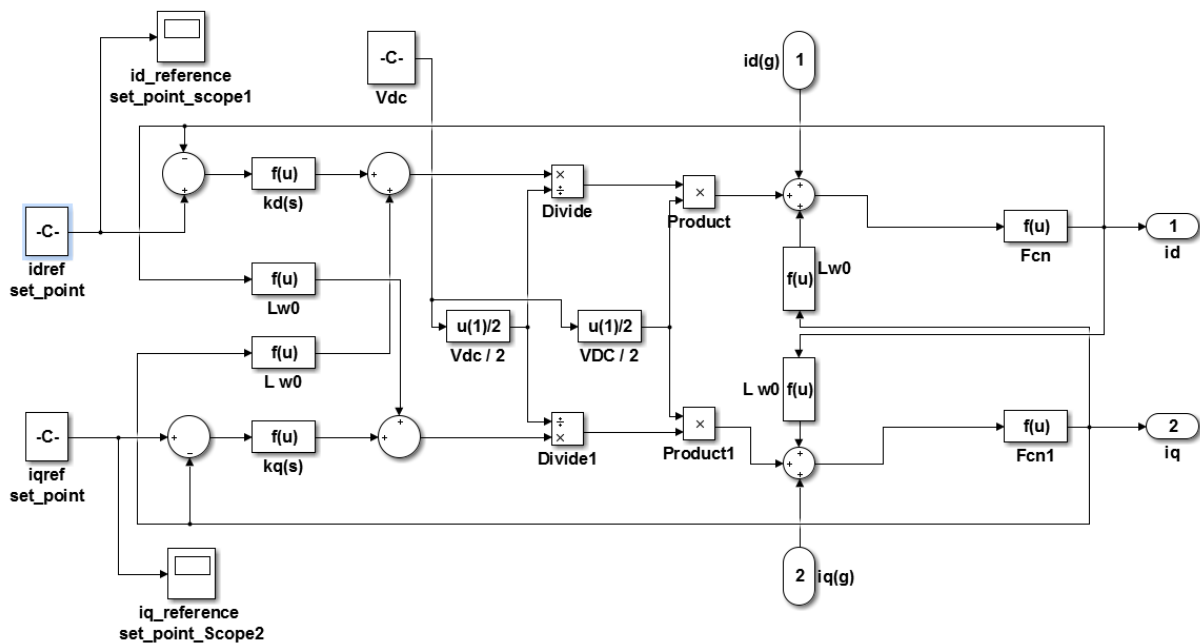 id_reference
set_point_scope1
-C-
Vdc
id(g)
1
−
+
f(u)
kd(s)
+
+
×
÷
Divide
×
Product
+
+
+
f(u)
Fcn
1
id
-C-
idref
set_point
f(u)
Lw0
f(u)
Lw0
u(1)/2
Vdc / 2
u(1)/2
VDC / 2
f(u)
L w0
L w0
f(u)
-C-
iqref
set_point
+
−
f(u)
kq(s)
+
+
÷
×
Divide1
×
Product1
+
+
+
f(u)
Fcn1
2
iq
iq_reference
set_point_Scope2
2
iq(g)